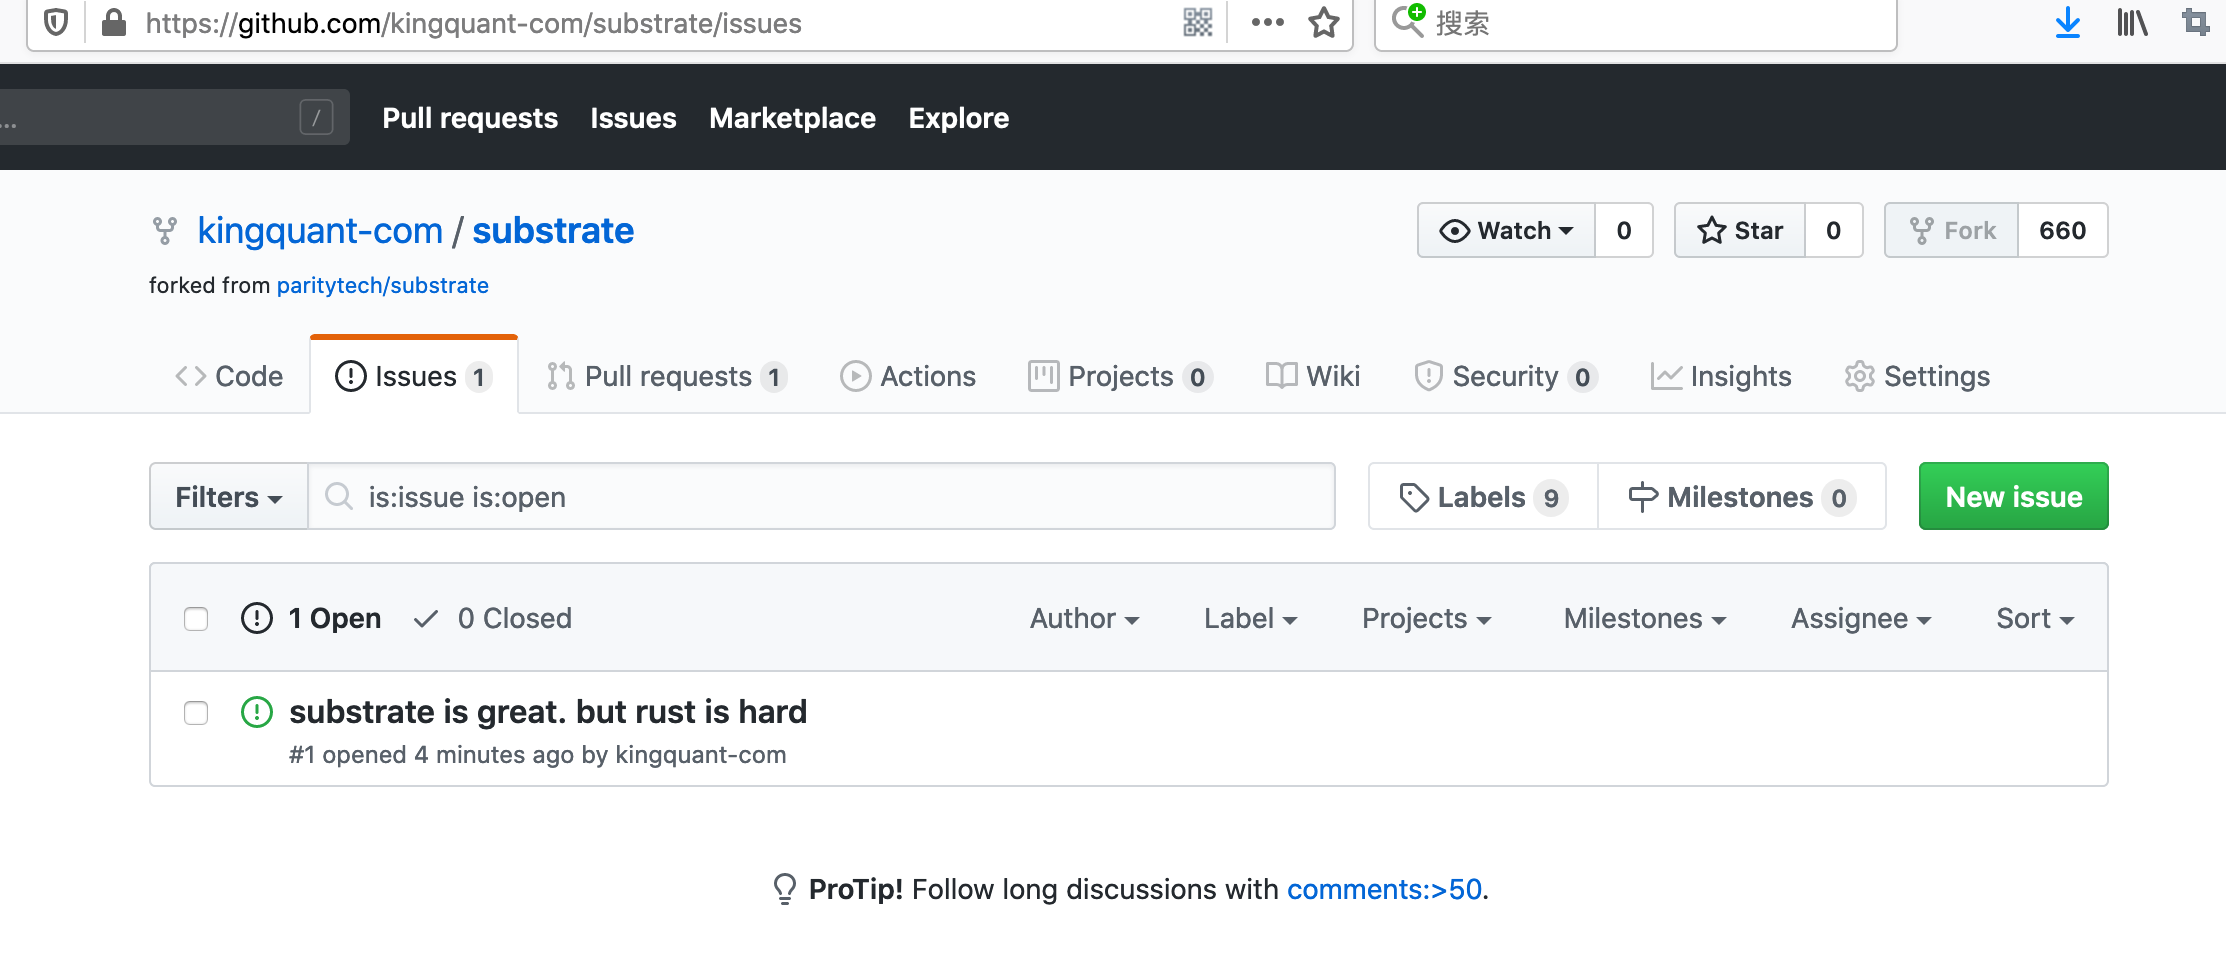 https://github.com/kingquant-com/substrate/issues
搜索
... /
Pull requests Issues Marketplace Explore
kingquant-com / substrate
Watch 0 Star 0 Fork 660
forked from paritytech/substrate
Code Issues 1 Pull requests 1 Actions Projects 0 Wiki Security 0 Insights Settings
Filters is:issue is:open Labels 9 Milestones 0 New issue
1 Open 0 Closed Author Label Projects Milestones Assignee Sort
substrate is great. but rust is hard
#1 opened 4 minutes ago by kingquant-com
ProTip! Follow long discussions with comments:>50.